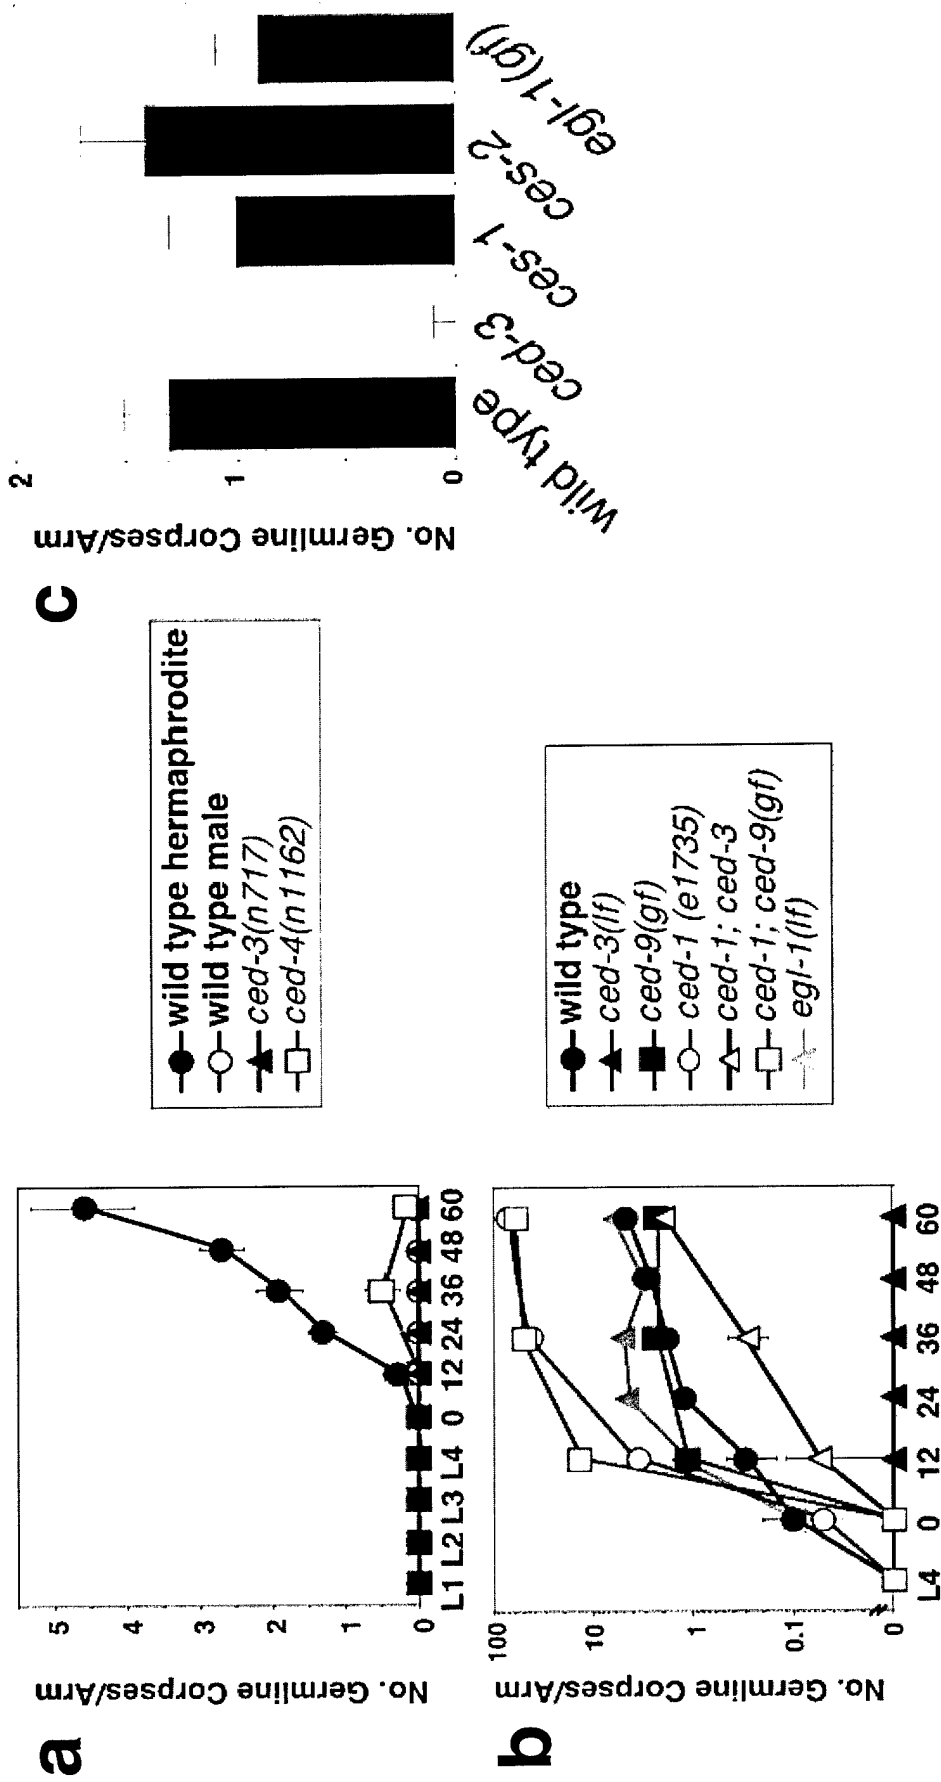 a
No. Germline Corpses/Arm
5
4
3
2
1
0
L1 L2 L3 L4 0 12 24 36 48 60
wild type hermaphrodite
wild type male
ced-3(n717)
ced-4(n1162)
b
No. Germline Corpses/Arm
100
10
1
0.1
0
L4 0 12 24 36 48 60
wild type
ced-3(lf)
ced-9(gf)
ced-1 (e1735)
ced-1; ced-3
ced-1; ced-9(gf)
egl-1(lf)
c
No. Germline Corpses/Arm
2
1
0
wild type
ced-3
ces-1
ces-2
egl-1(gf)